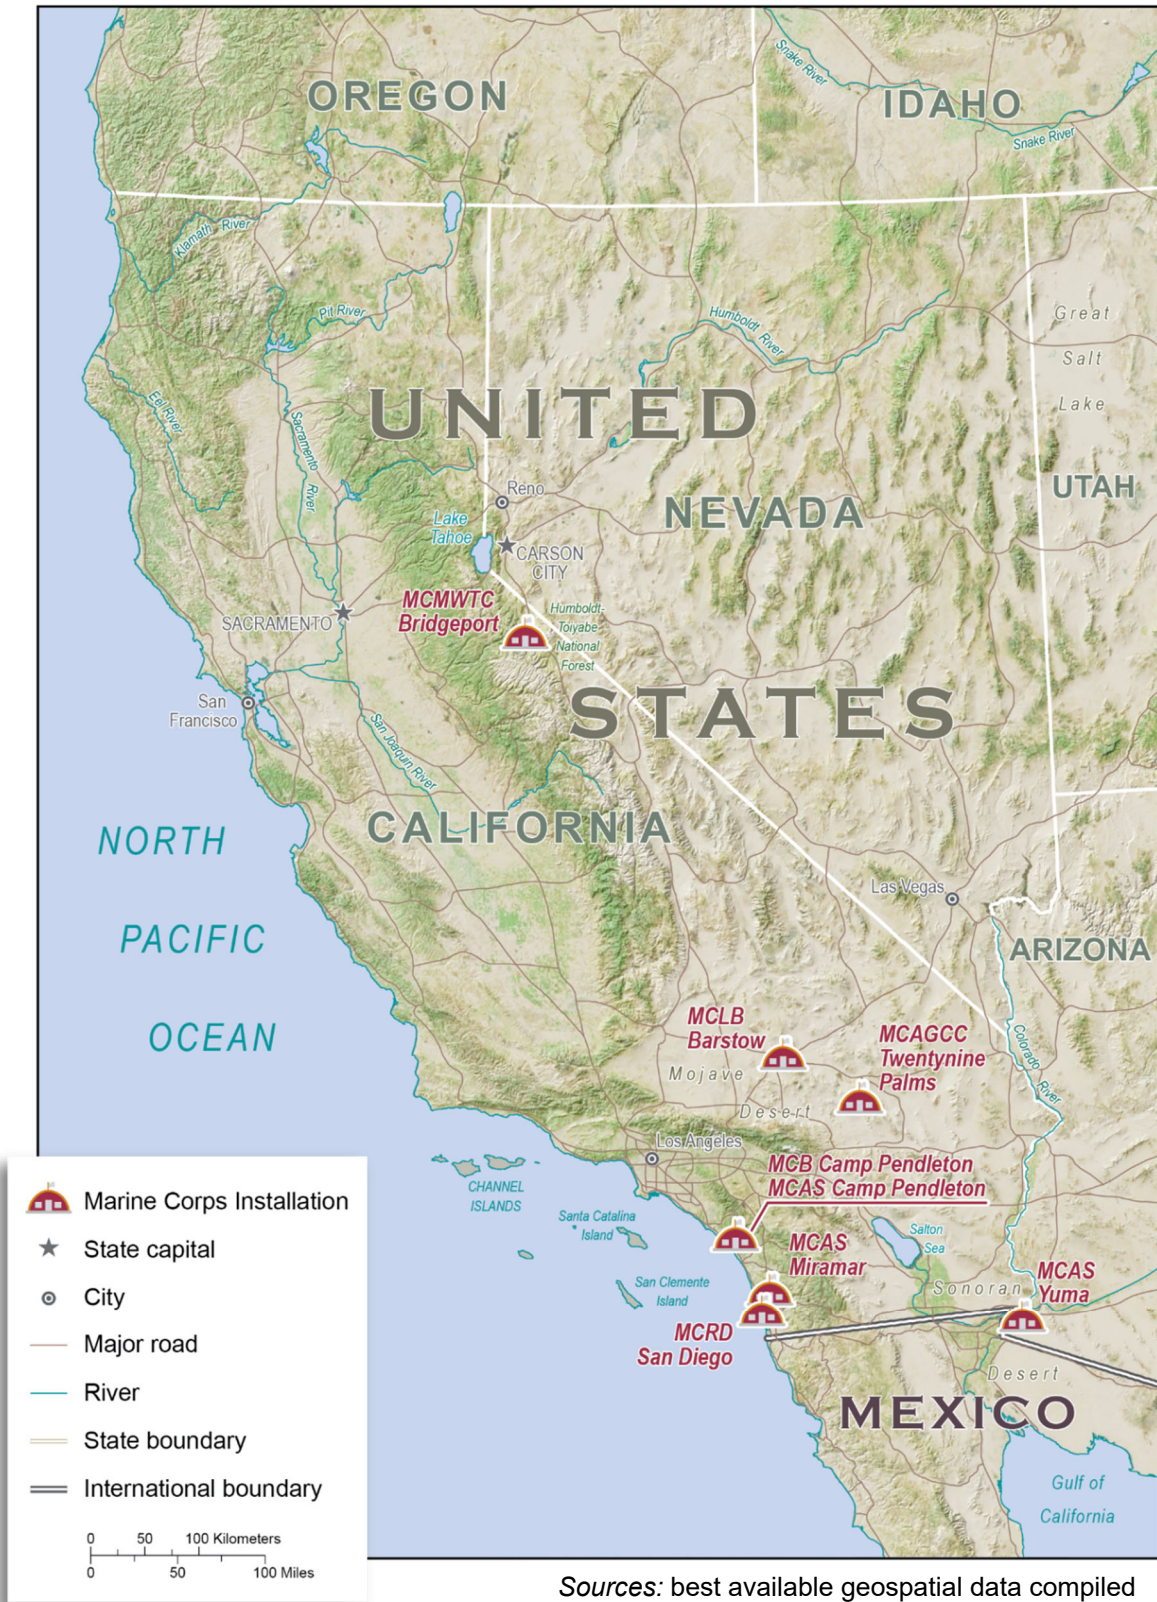 OREGON
IDAHO
Snake River
Snake River
Klamath River
Pit River
Humboldt River
Great
Salt
Lake
Eel River
Sacramento River
UNITED
UTAH
NEVADA
Reno
Lake
Tahoe
CARSON
CITY
MCMWTC
Bridgeport
Humboldt-
Toiyabe
National
Forest
SACRAMENTO
San
Francisco
STATES
San Joaquin River
CALIFORNIA
NORTH
PACIFIC
OCEAN
Las Vegas
ARIZONA
MCLB
Barstow
MCAGCC
Twentynine
Palms
Colorado River
Mojave
Desert
Los Angeles
MCB Camp Pendleton
MCAS Camp Pendleton
CHANNEL
ISLANDS
Santa Catalina
Island
MCAS
Miramar
Salton
Sea
San Clemente
Island
Sonoran
MCAS
Yuma
MCRD
San Diego
Desert
MEXICO
Gulf of
California
Marine Corps Installation
State capital
City
Major road
River
State boundary
International boundary
0 50 100 Kilometers
0 50 100 Miles
Sources: best available geospatial data compiled